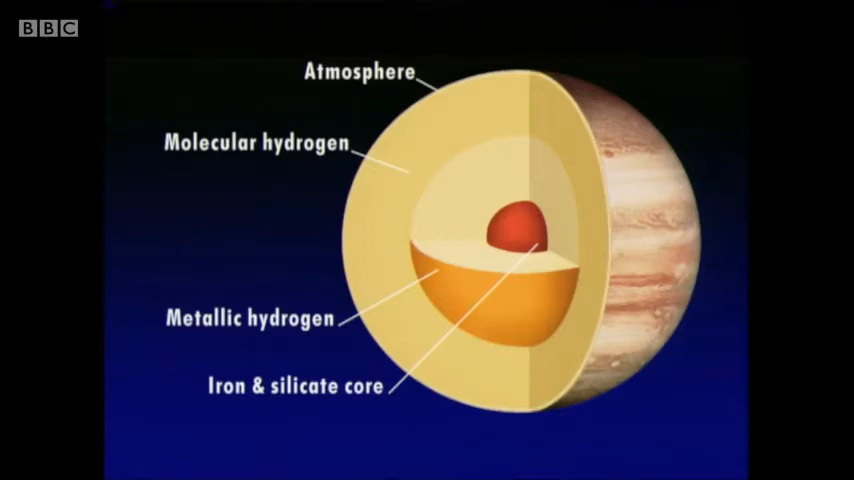 BBC
Atmosphere
Molecular hydrogen
Metallic hydrogen
Iron & silicate core